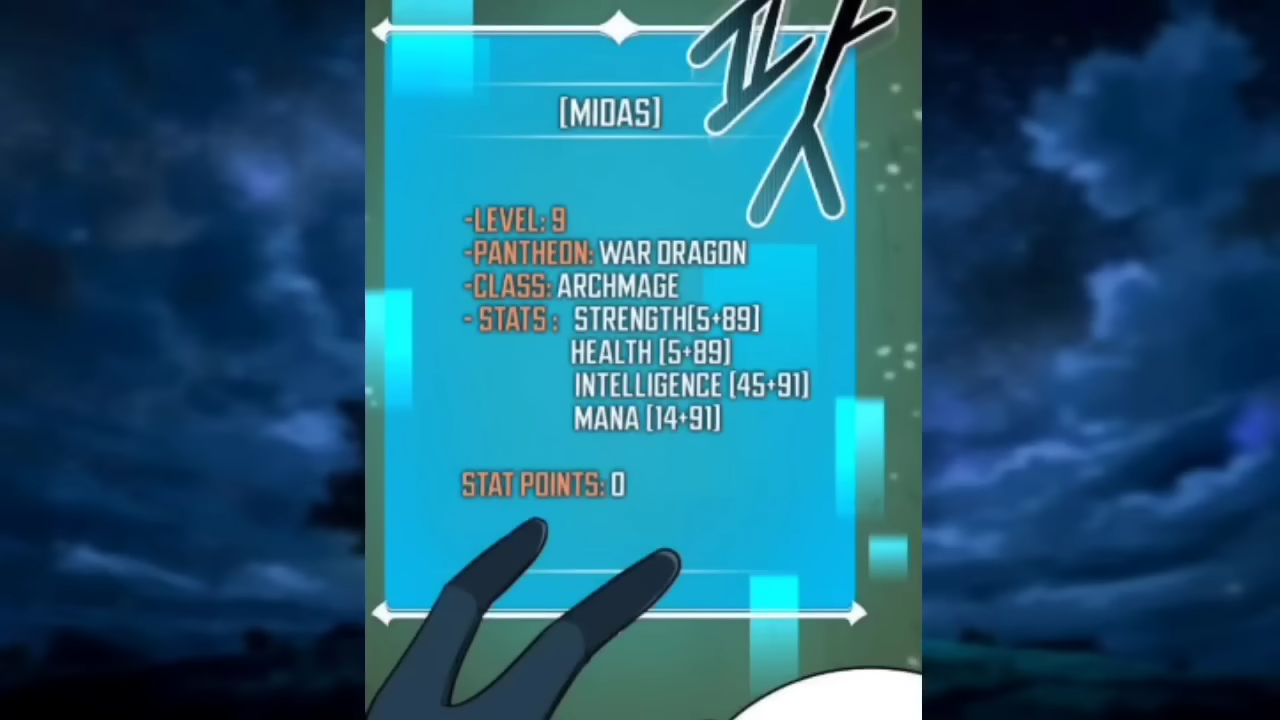 꽈
ㅅ
[MIDAS]
-LEVEL: 9
-PANTHEON: WAR DRAGON
-CLASS: ARCHMAGE
- STATS : STRENGTH[5+89]
HEALTH [5+89]
INTELLIGENCE [45+91]
MANA [14+91]
STAT POINTS: 0